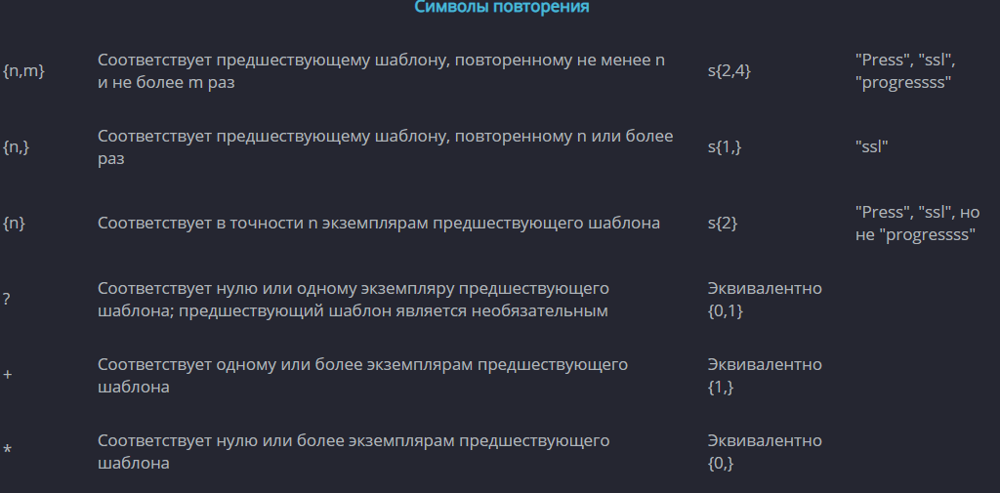 Символы повторения
{n,m}
Соответствует предшествующему шаблону, повторенному не менее n
и не более m раз
s{2,4}
"Press", "ssl",
"progressss"
{n,}
Соответствует предшествующему шаблону, повторенному n или более
раз
s{1,}
"ssl"
{n}
Соответствует в точности n экземплярам предшествующего шаблона
s{2}
"Press", "ssl", но
не "progressss"
?
Соответствует нулю или одному экземпляру предшествующего
шаблона; предшествующий шаблон является необязательным
Эквивалентно
{0,1}
+
Соответствует одному или более экземплярам предшествующего
шаблона
Эквивалентно
{1,}
*
Соответствует нулю или более экземплярам предшествующего
шаблона
Эквивалентно
{0,}